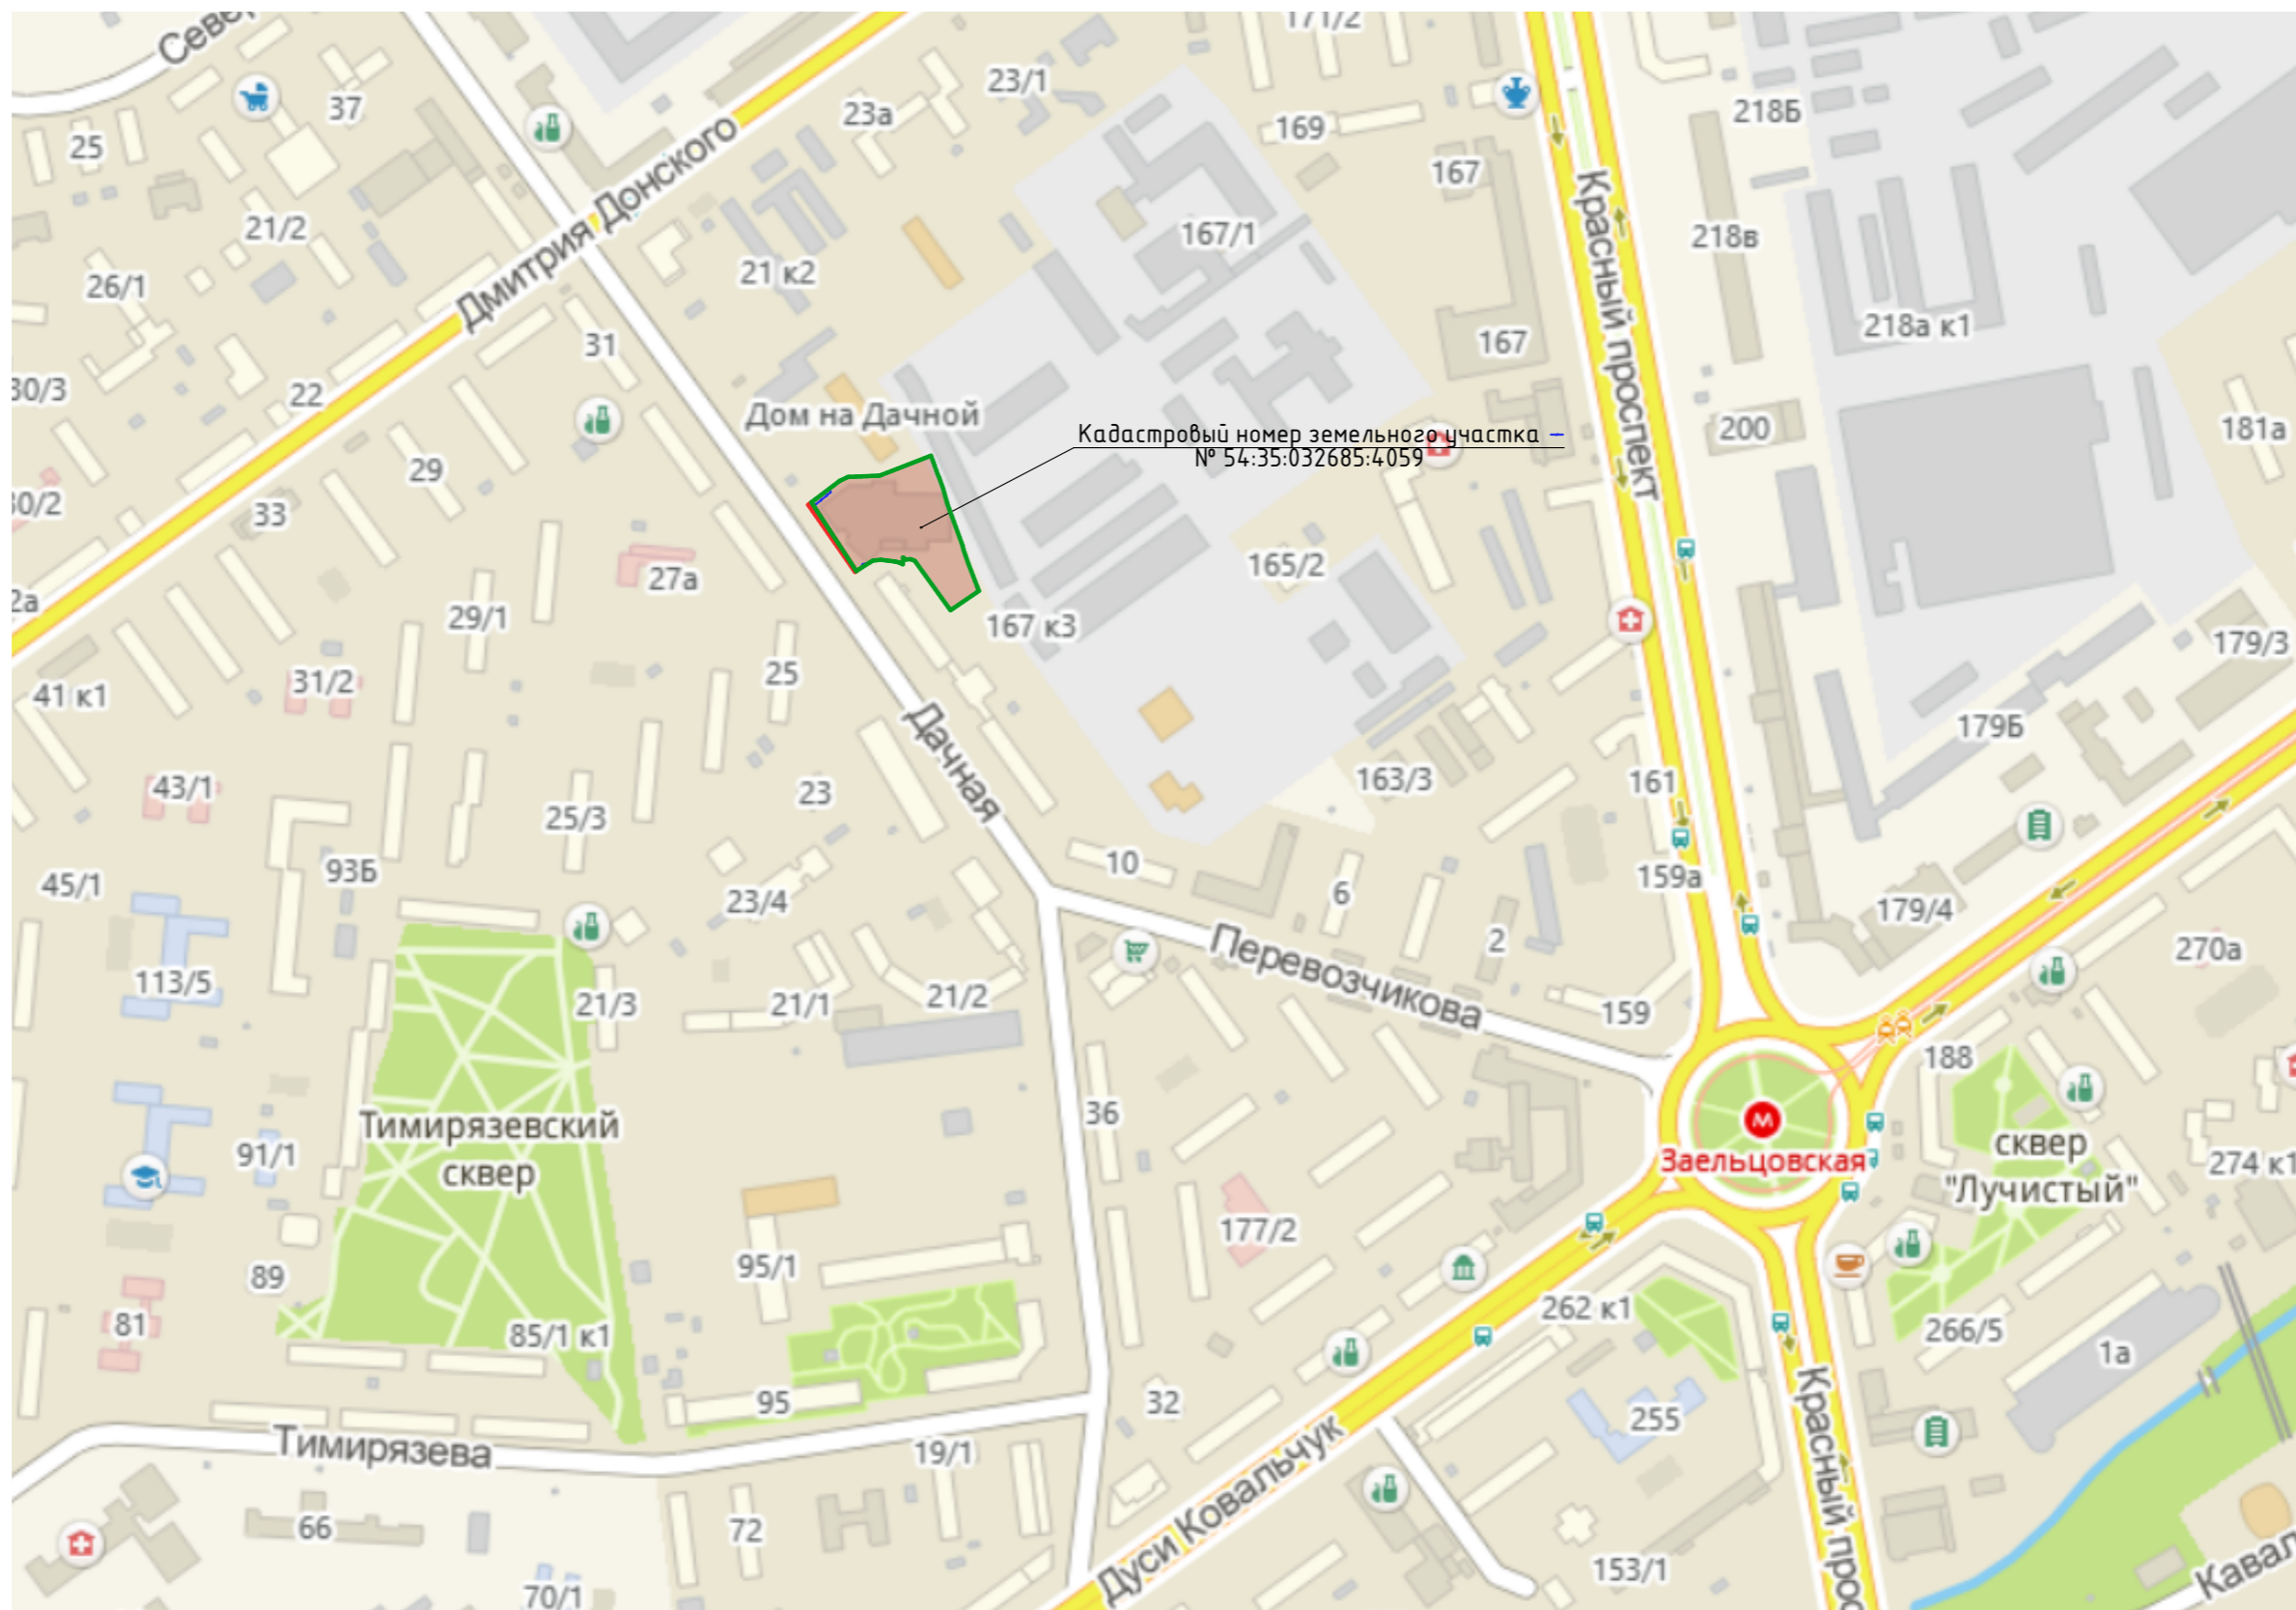 171/2
23/1
37
23а
218Б
169
25
167
21/2
Дмитрия Донского
167/1
218в
21 к2
Красный проспект
26/1
218а к1
31
167
30/3
22
Дом на Дачной
200
181а
Кадастровый номер земельного участка –
№ 54:35:032685:4059
29
30/2
33
165/2
27а
2а
29/1
167 к3
179/3
25
31/2
41 к1
179Б
Дачная
43/1
23
163/3
161
25/3
10
93Б
159а
45/1
23/4
6
179/4
2
270а
Перевозчикова
113/5
21/3
21/1
21/2
159
188
36
Тимирязевский
сквер
сквер
"Лучистый"
91/1
Заельцовская
274 к1
177/2
95/1
89
262 к1
81
85/1 к1
266/5
1а
95
32
255
Тимирязева
19/1
Дуси Ковальчук
Красный про
66
72
153/1
70/1
Кавал